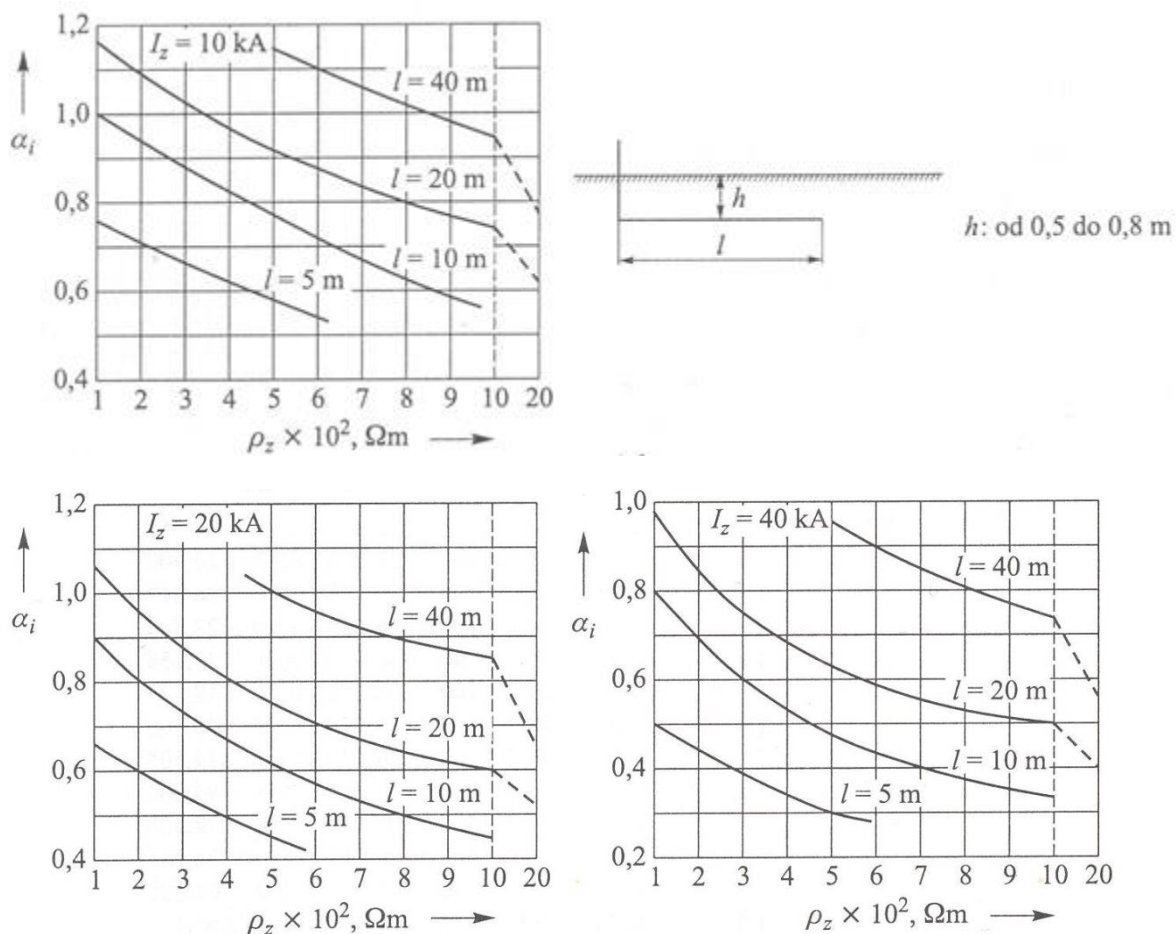 1,2
1,0
0,8
0,6
0,4
α_i
I_z = 10 kA
l = 40 m
l = 20 m
l = 10 m
l = 5 m
1 2 3 4 5 6 7 8 9 10 20
ρ_z × 10², Ωm
h
l
h: od 0,5 do 0,8 m
1,2
1,0
0,8
0,6
0,4
α_i
I_z = 20 kA
l = 40 m
l = 20 m
l = 10 m
l = 5 m
1 2 3 4 5 6 7 8 9 10 20
ρ_z × 10², Ωm
1,0
0,8
0,6
0,4
0,2
α_i
I_z = 40 kA
l = 40 m
l = 20 m
l = 10 m
l = 5 m
1 2 3 4 5 6 7 8 9 10 20
ρ_z × 10², Ωm